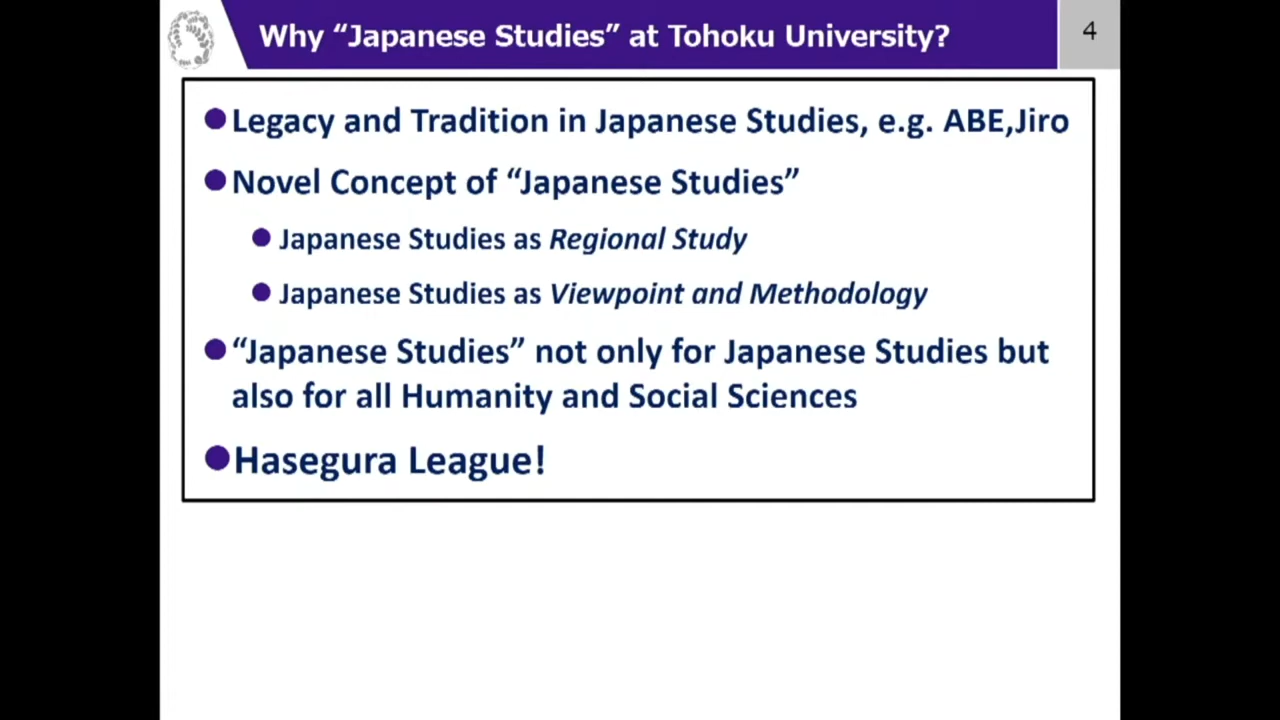 Why “Japanese Studies” at Tohoku University?
4
Legacy and Tradition in Japanese Studies, e.g. ABE,Jiro
Novel Concept of “Japanese Studies”
Japanese Studies as Regional Study
Japanese Studies as Viewpoint and Methodology
“Japanese Studies” not only for Japanese Studies but
also for all Humanity and Social Sciences
Hasegura League!